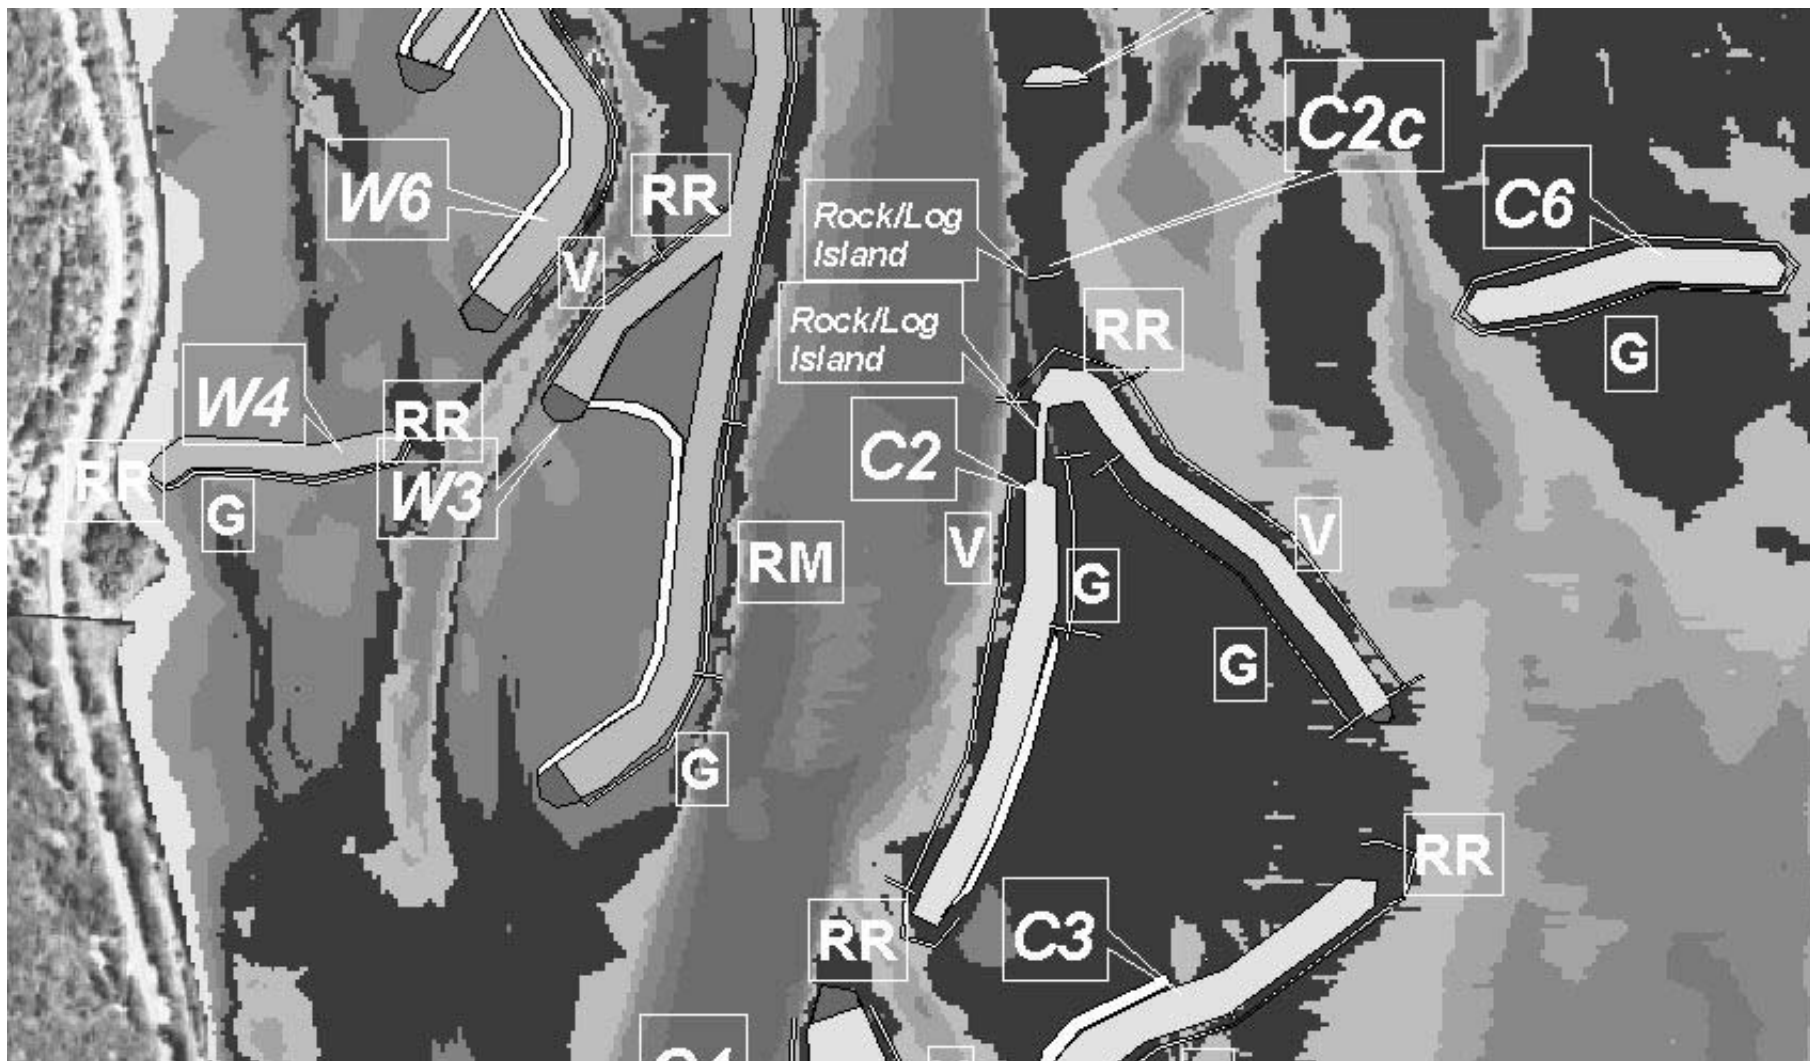 C2c
W6
RR
Rock/Log
Island
C6
V
Rock/Log
Island
RR
G
W4
RR
C2
RR
W3
G
V
V
RM
G
G
G
RR
RR
C3